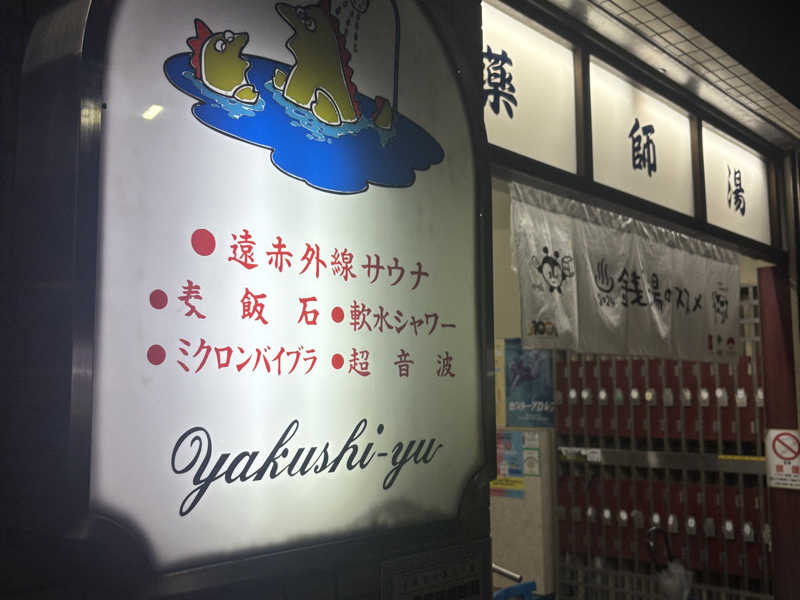 ●遠赤外線サウナ
●麦飯石●軟水シャワー
●ミクロンバイブラ●超音波
Yakushi-yu
薬師湯
銭湯のススメ